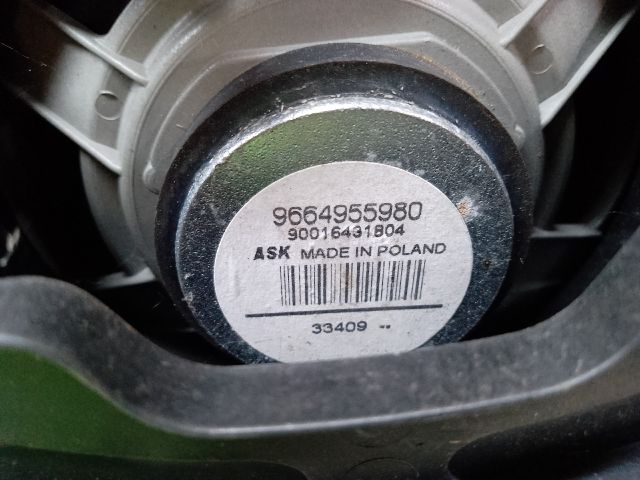 9664955980
90016431804
ASK MADE IN POLAND
33409 --